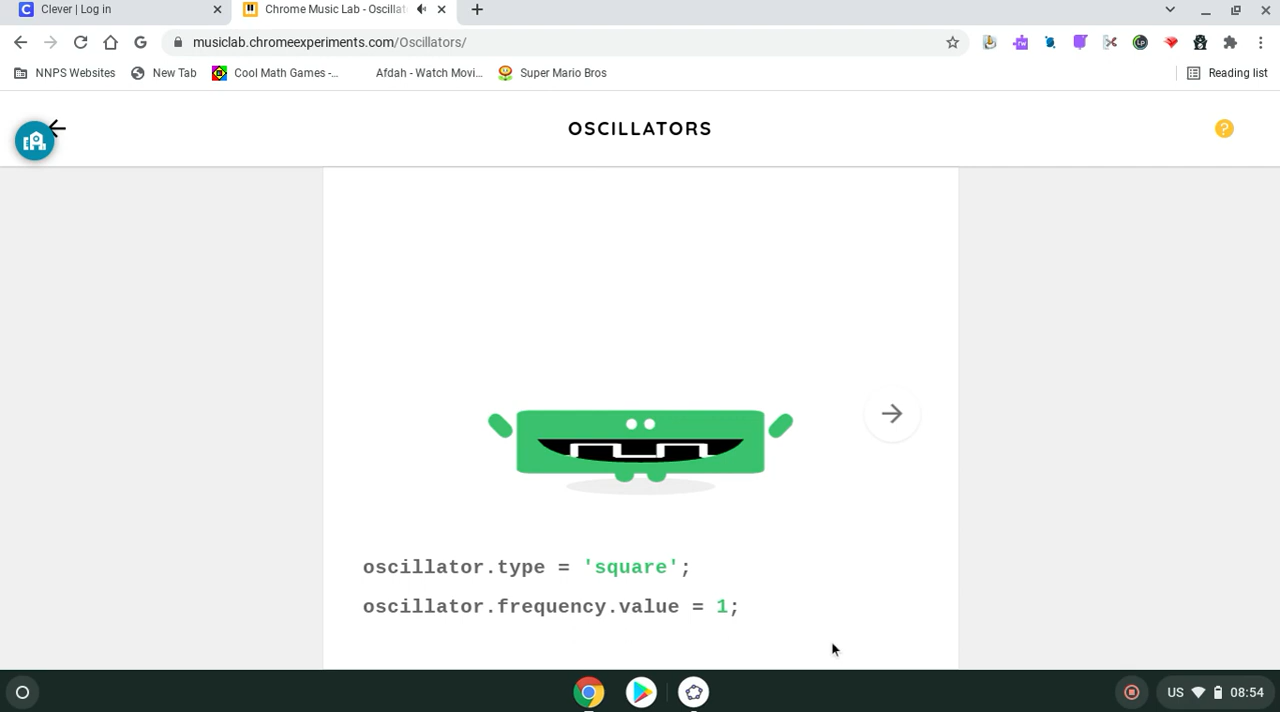 Clever | Log in
Chrome Music Lab - Oscillat
musiclab.chromeexperiments.com/Oscillators/
NNPS Websites
New Tab
Cool Math Games -...
Afdah - Watch Movi...
Super Mario Bros
Reading list
OSCILLATORS
?
oscillator.type = 'square';
oscillator.frequency.value = 1;
US
08:54